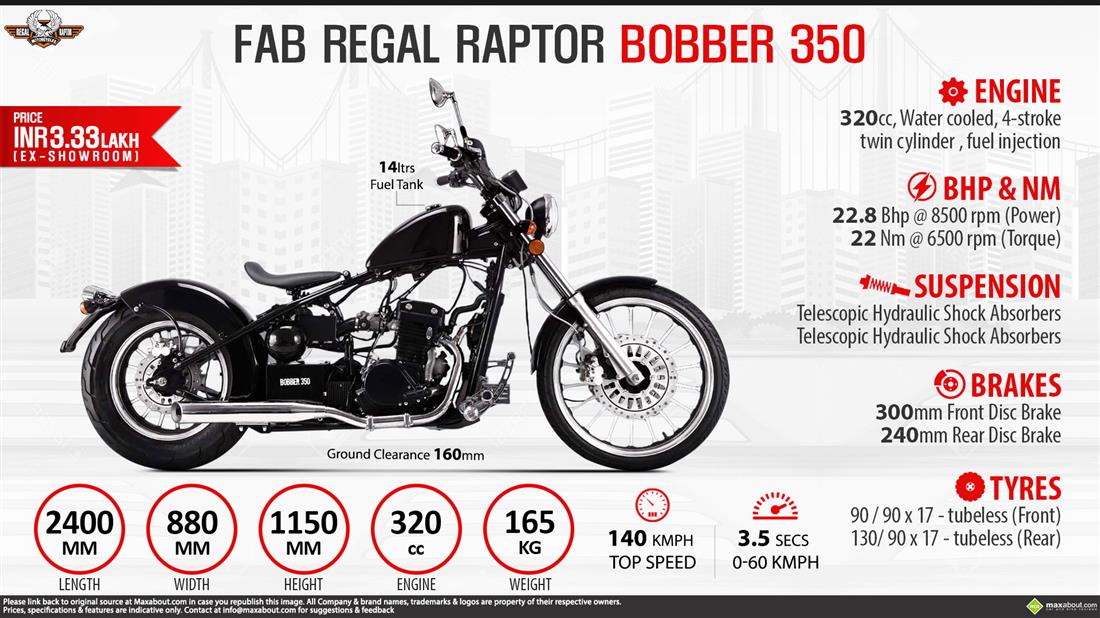 REGAL RAPTOR
MOTORCYCLES
FAB REGAL RAPTOR BOBBER 350
PRICE
INR3.33LAKH
(EX-SHOWROOM)
14ltrs
Fuel Tank
BOBBER 350
Ground Clearance 160mm
ENGINE
320cc, Water cooled, 4-stroke
twin cylinder , fuel injection
BHP & NM
22.8 Bhp @ 8500 rpm (Power)
22 Nm @ 6500 rpm (Torque)
SUSPENSION
Telescopic Hydraulic Shock Absorbers
Telescopic Hydraulic Shock Absorbers
BRAKES
300mm Front Disc Brake
240mm Rear Disc Brake
TYRES
90 / 90 x 17 - tubeless (Front)
130/ 90 x 17 - tubeless (Rear)
2400
MM
LENGTH
880
MM
WIDTH
1150
MM
HEIGHT
320
cc
ENGINE
165
KG
WEIGHT
140 KMPH
TOP SPEED
3.5 SECS
0-60 KMPH
Please link back to original source at Maxabout.com in case you republish this image. All Company & brand names, trademarks & logos are property of their respective owners.
Prices, specifications & features are indicative only. Contact at info@maxabout.com for suggestions & feedback
maxabout.com